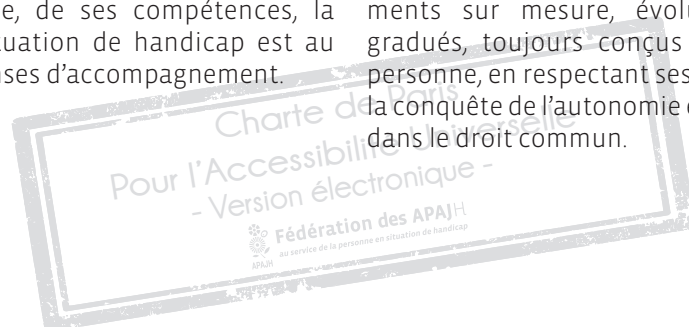 e, de ses compétences, la
tuation de handicap est au
nses d'accompagnement.
ments sur mesure, évolu
gradués, toujours conçus
personne, en respectant ses
la conquête de l'autonomie e
dans le droit commun.
Charte de Paris
Pour l'Accessibilité Universelle
- Version électronique -
Fédération des APAJH
au service de la personne en situation de handicap
APAJH